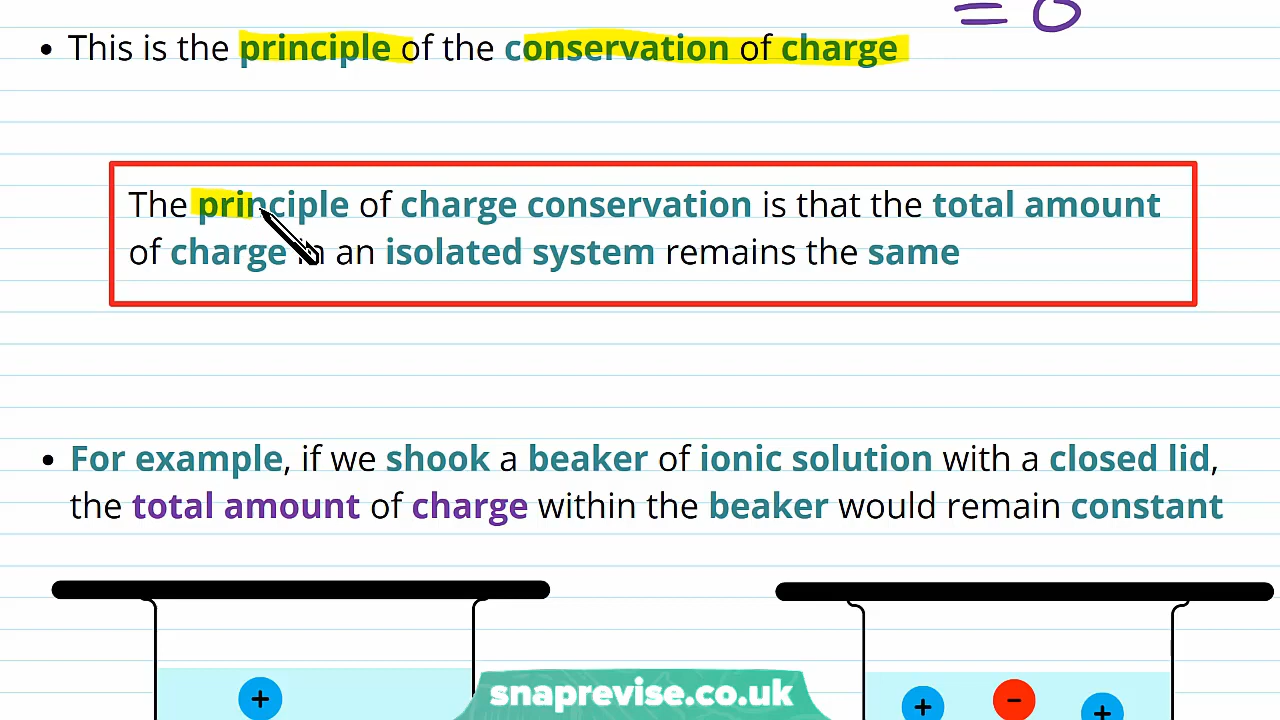 = 0
• This is the principle of the conservation of charge
The principle of charge conservation is that the total amount
of charge in an isolated system remains the same
• For example, if we shook a beaker of ionic solution with a closed lid,
the total amount of charge within the beaker would remain constant
+ + − +
snaprevise.co.uk